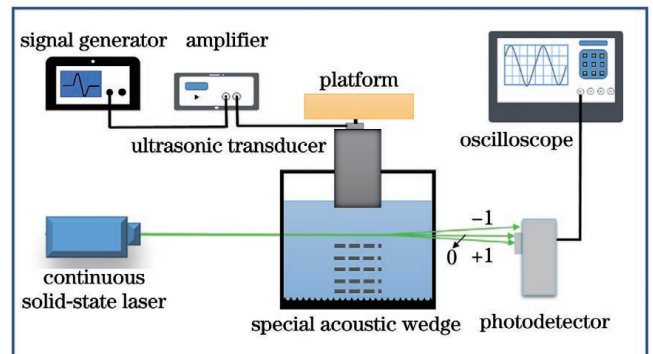 signal generator
amplifier
platform
ultrasonic transducer
oscilloscope
−1
0
+1
continuous
solid-state laser
special acoustic wedge
photodetector